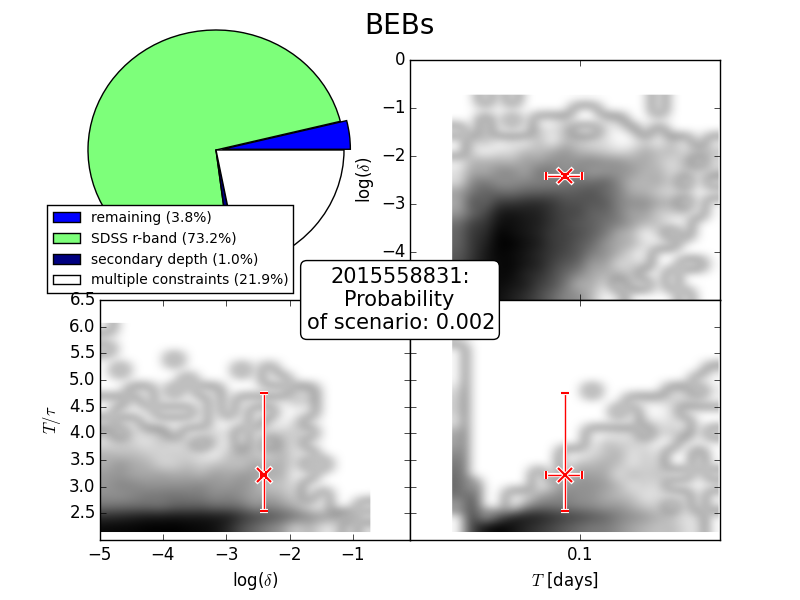 BEBs
remaining (3.8%)
SDSS r-band (73.2%)
secondary depth (1.0%)
multiple constraints (21.9%)
0
−1
−2
−3
−4
log(δ)
2015558831:
Probability
of scenario: 0.002
6.5
6.0
5.5
5.0
4.5
4.0
3.5
3.0
2.5
T/τ
−5 −4 −3 −2 −1
log(δ)
0.1
T [days]